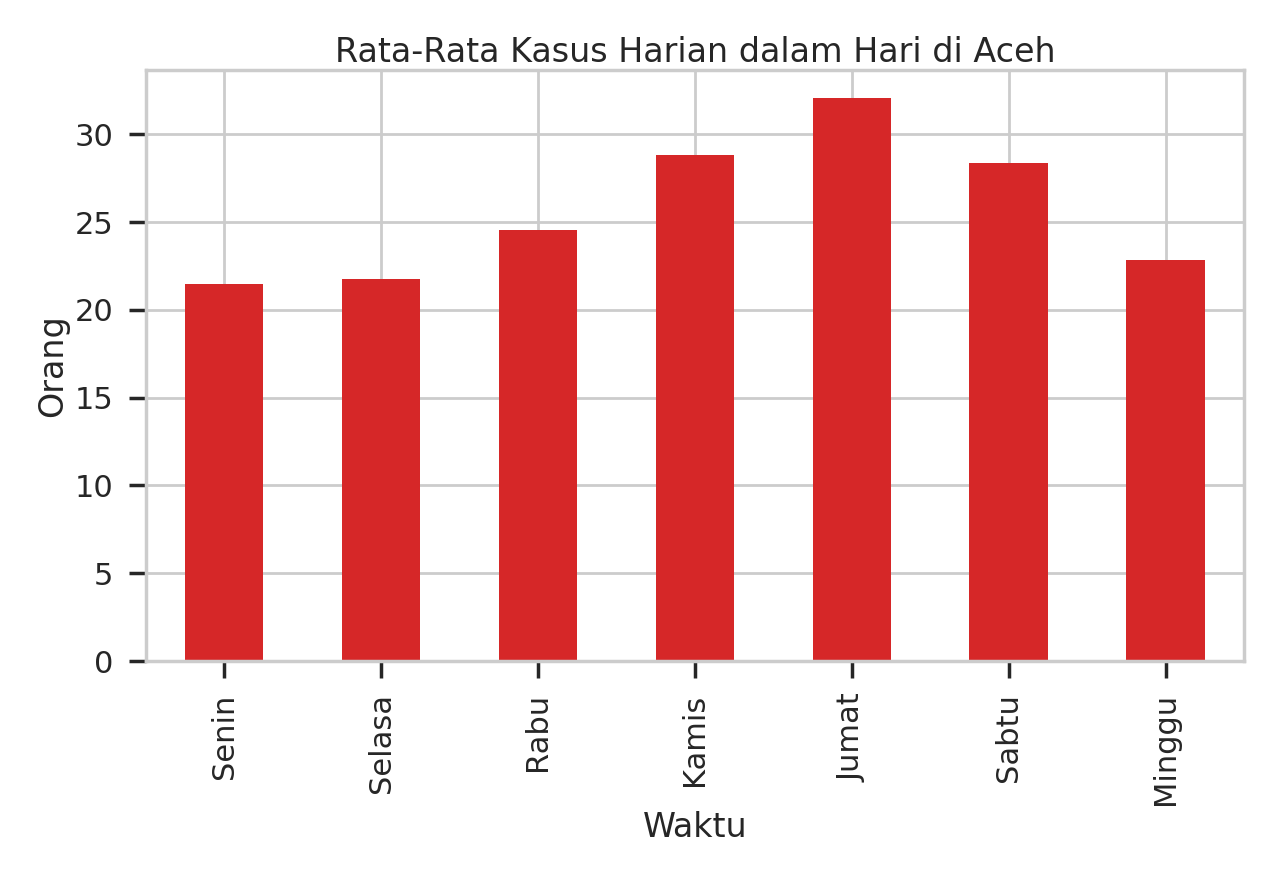 Rata-Rata Kasus Harian dalam Hari di Aceh
Orang
30
25
20
15
10
5
0
Senin
Selasa
Rabu
Kamis
Jumat
Sabtu
Minggu
Waktu